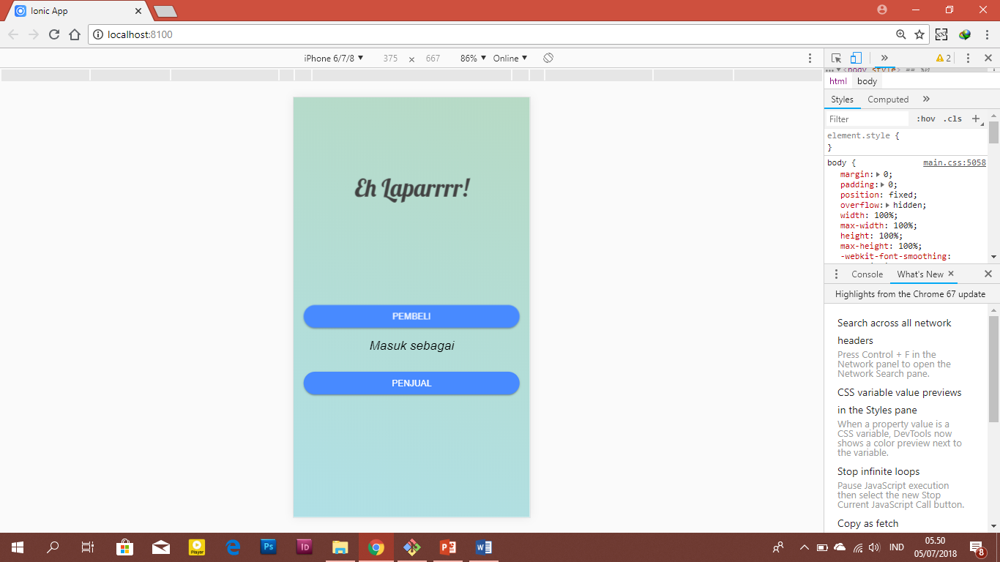 Ionic App
localhost:8100
iPhone 6/7/8 ▼ 375 × 667 86% ▼ Online ▼
2
html body
Styles Computed »
Filter :hov .cls +
element.style {
}
body { main.css:5058
margin: 0;
padding: 0;
position: fixed;
overflow: hidden;
width: 100%;
max-width: 100%;
height: 100%;
max-height: 100%;
-webkit-font-smoothing:
Console What's New ×
Highlights from the Chrome 67 update
Search across all network
headers
Press Control + F in the
Network panel to open the
Network Search pane.
CSS variable value previews
in the Styles pane
When a property value is a
CSS variable, DevTools now
shows a color preview next to
the variable.
Stop infinite loops
Pause JavaScript execution
then select the new Stop
Current JavaScript Call button.
Copy as fetch
Eh Laparrrr!
PEMBELI
Masuk sebagai
PENJUAL
Player
Ps
Id
IND
05.50
05/07/2018
8